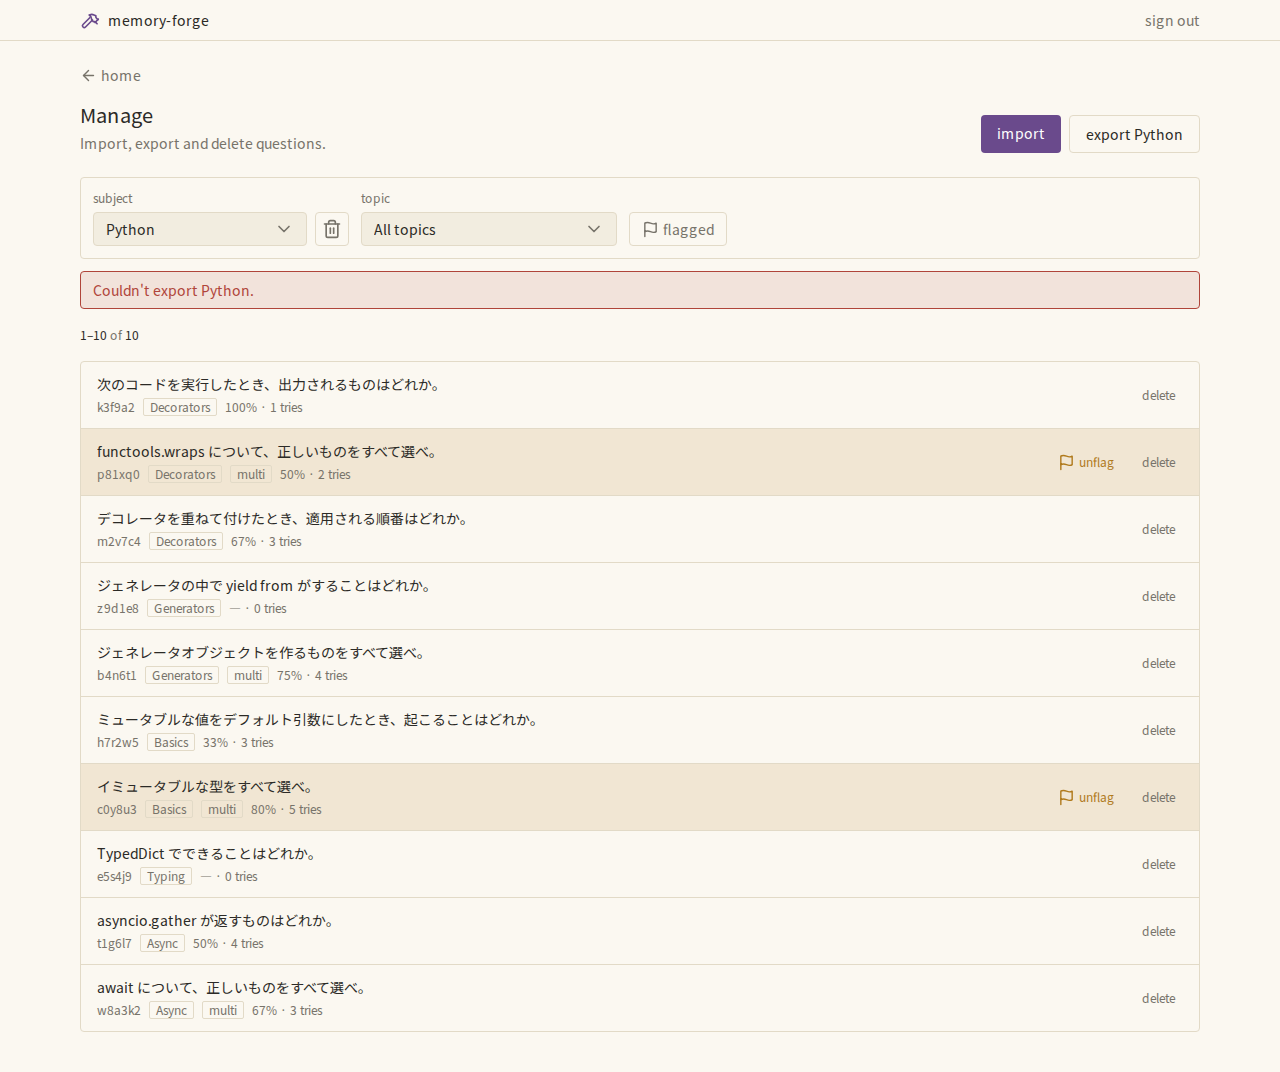 memory-forge
sign out
home
Manage
Import, export and delete questions.
import
export Python
subject
topic
Python
All topics
flagged
Couldn't export Python.
1–10 of 10
次のコードを実行したとき、出力されるものはどれか。
k3f9a2 Decorators 100% · 1 tries
delete
functools.wraps について、正しいものをすべて選べ。
p81xq0 Decorators multi 50% · 2 tries
unflag
delete
デコレータを重ねて付けたとき、適用される順番はどれか。
m2v7c4 Decorators 67% · 3 tries
delete
ジェネレータの中で yield from がすることはどれか。
z9d1e8 Generators — · 0 tries
delete
ジェネレータオブジェクトを作るものをすべて選べ。
b4n6t1 Generators multi 75% · 4 tries
delete
ミュータブルな値をデフォルト引数にしたとき、起こることはどれか。
h7r2w5 Basics 33% · 3 tries
delete
イミュータブルな型をすべて選べ。
c0y8u3 Basics multi 80% · 5 tries
unflag
delete
TypedDict でできることはどれか。
e5s4j9 Typing — · 0 tries
delete
asyncio.gather が返すものはどれか。
t1g6l7 Async 50% · 4 tries
delete
await について、正しいものをすべて選べ。
w8a3k2 Async multi 67% · 3 tries
delete